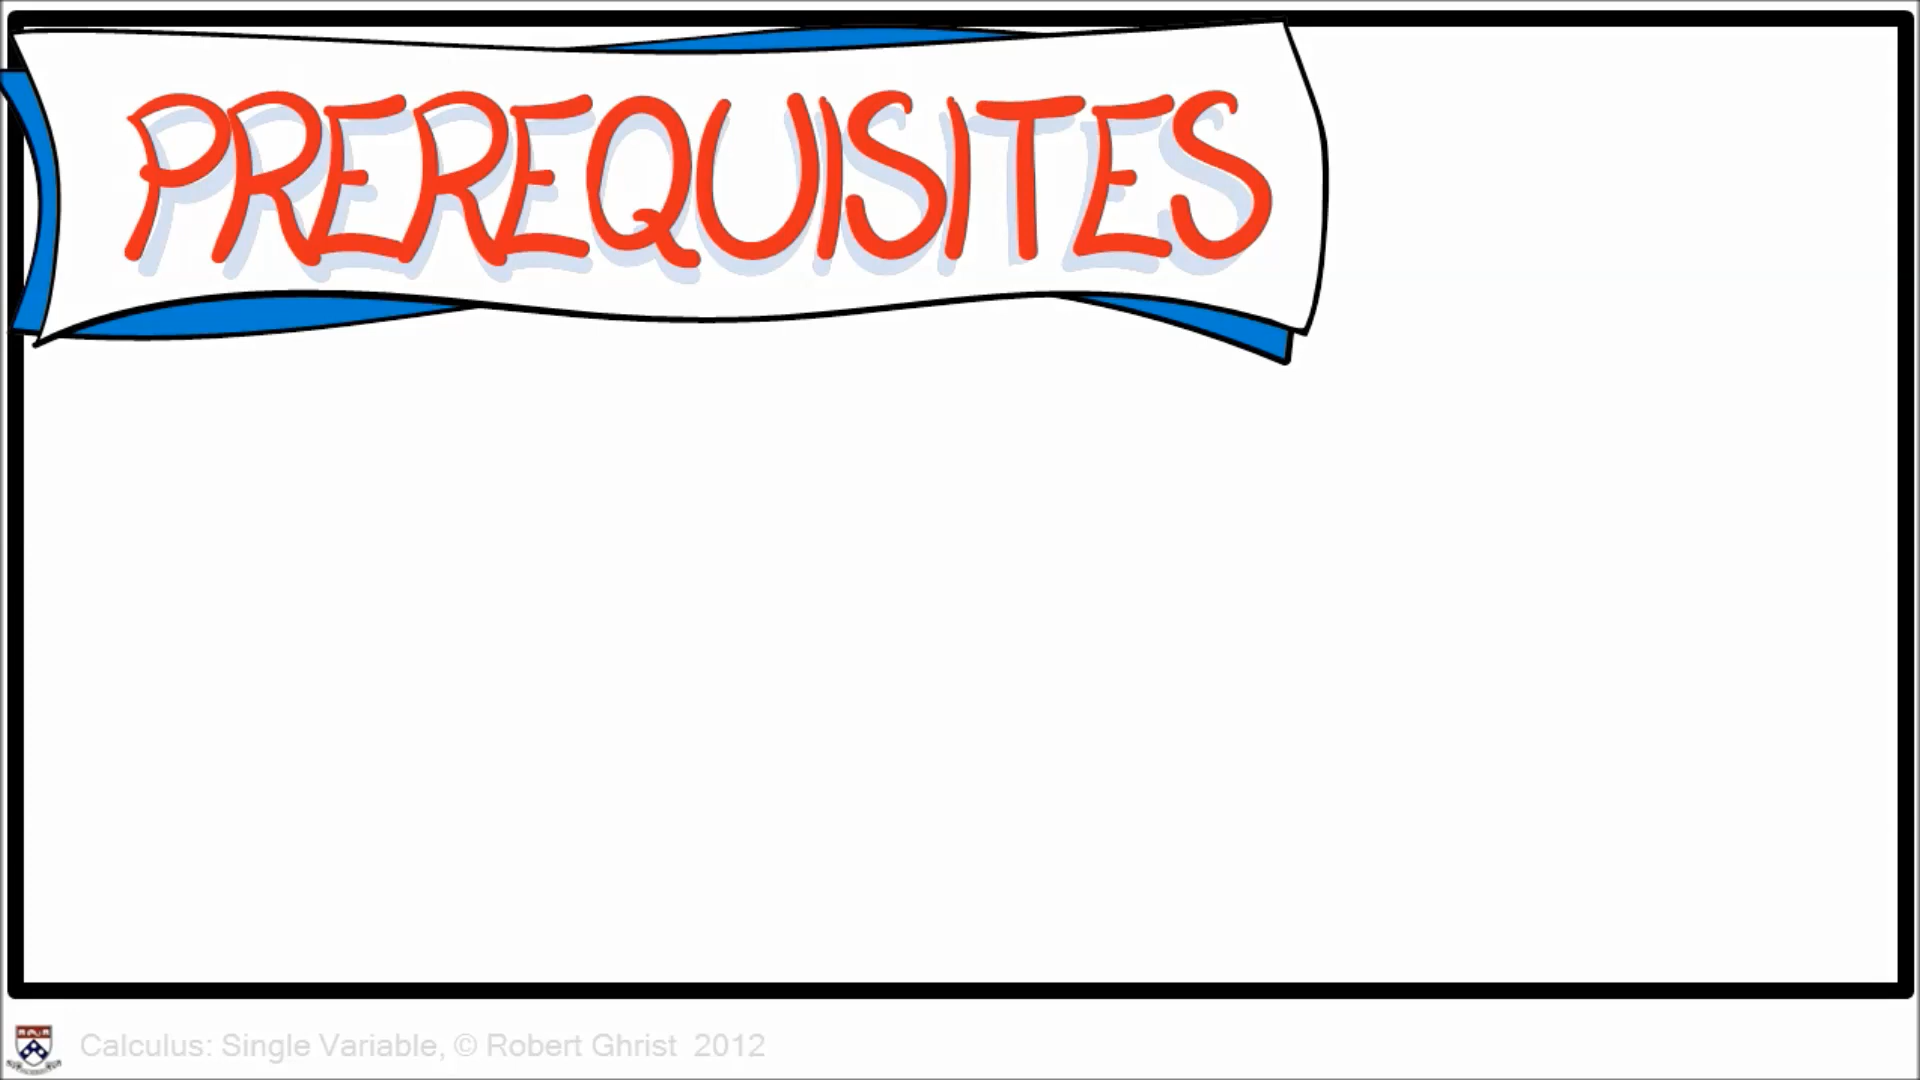 PREREQUISITES
Calculus: Single Variable, © Robert Ghrist 2012